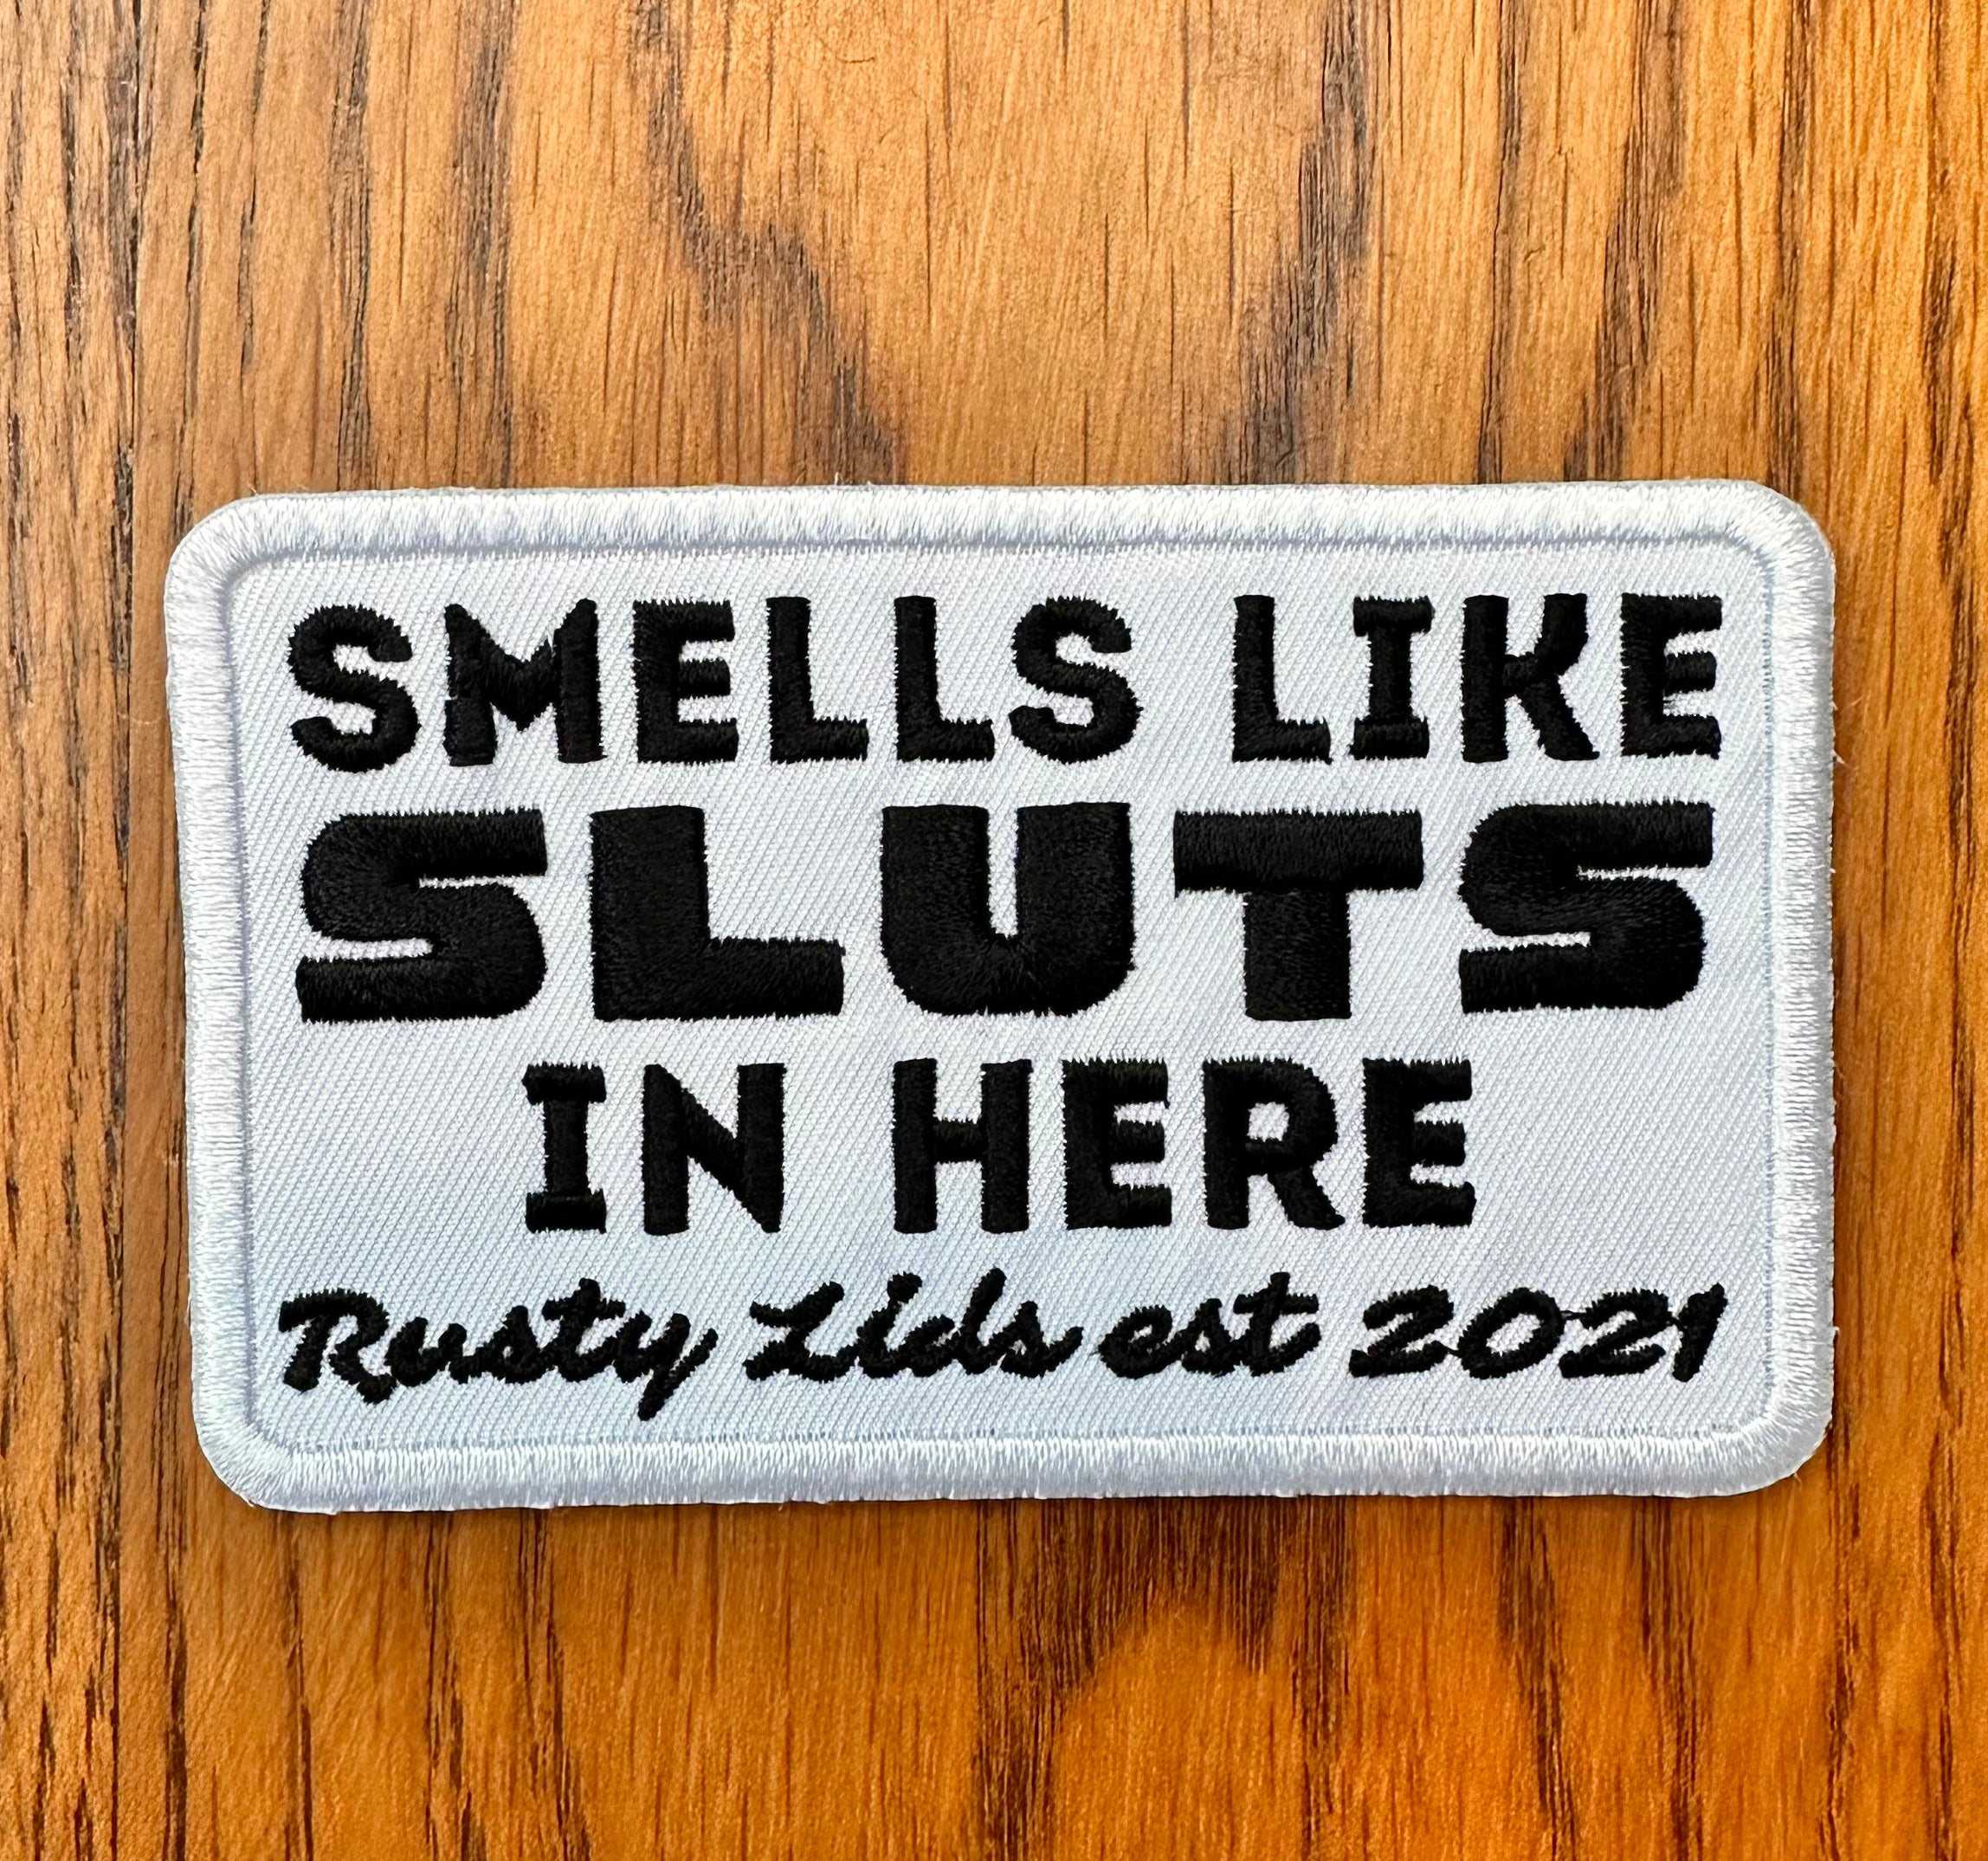 SMELLS LIKE
SLUTS
IN HERE
Rusty Lids est 2021